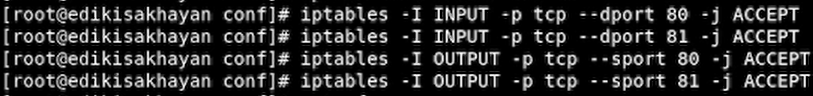 [root@edikisakhayan conf]# iptables -I INPUT -p tcp --dport 80 -j ACCEPT
[root@edikisakhayan conf]# iptables -I INPUT -p tcp --dport 81 -j ACCEPT
[root@edikisakhayan conf]# iptables -I OUTPUT -p tcp --sport 80 -j ACCEPT
[root@edikisakhayan conf]# iptables -I OUTPUT -p tcp --sport 81 -j ACCEPT